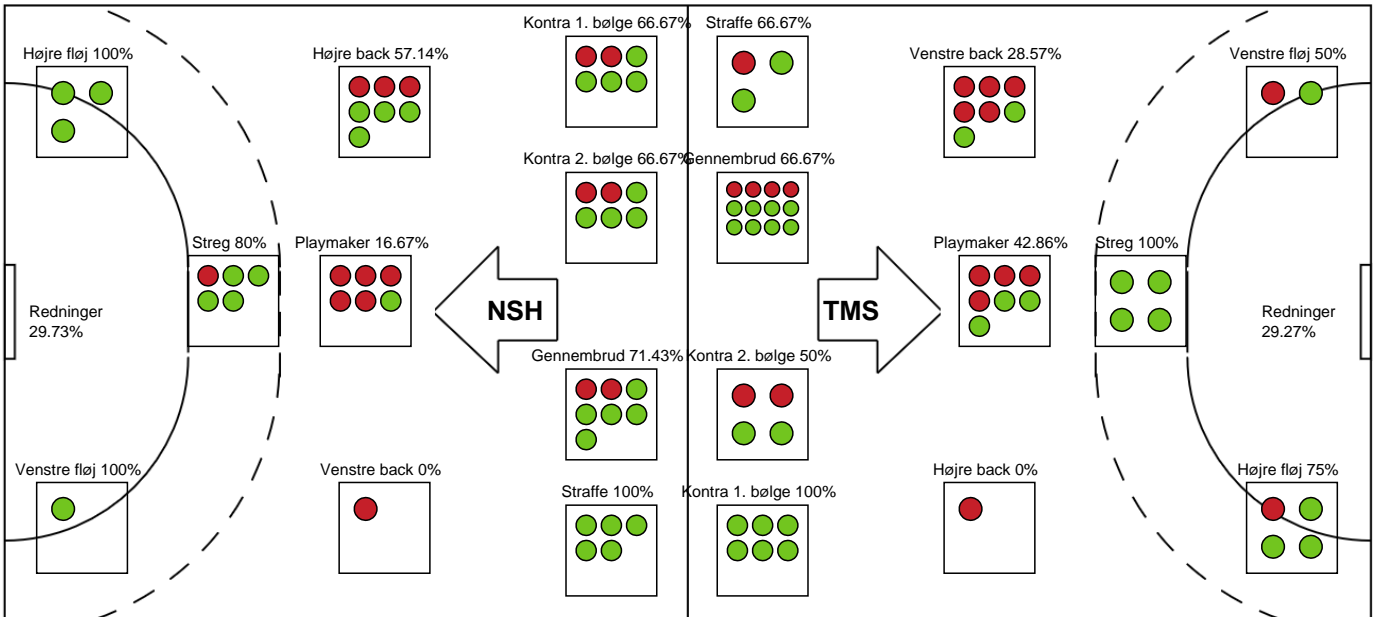 Kontra 1. bølge 66.67%
Straffe 66.67%
Højre fløj 100%
Højre back 57.14%
Venstre back 28.57%
Venstre fløj 50%
Kontra 2. bølge 66.67%
Gennembrud 66.67%
Streg 80%
Playmaker 16.67%
Playmaker 42.86%
Streg 100%
Redninger
29.73%
NSH
TMS
Redninger
29.27%
Gennembrud 71.43%
Kontra 2. bølge 50%
Venstre fløj 100%
Venstre back 0%
Højre back 0%
Højre fløj 75%
Straffe 100%
Kontra 1. bølge 100%